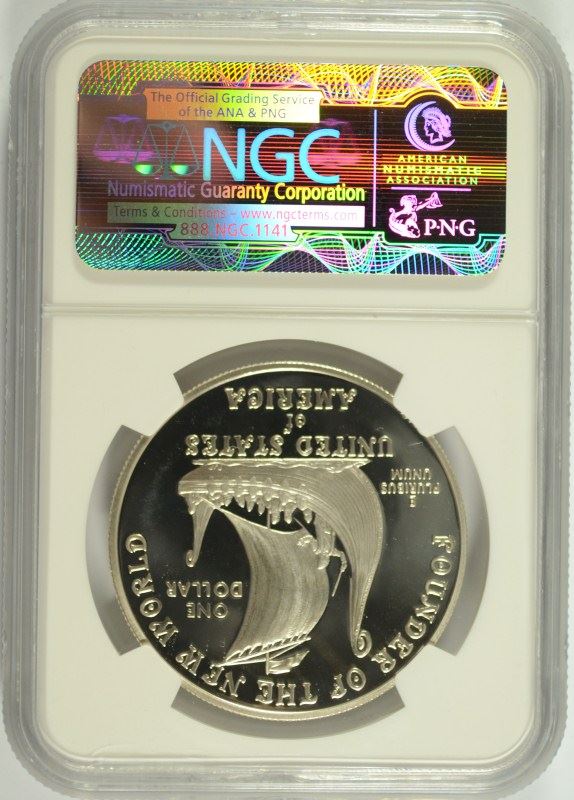 The Official Grading Service
of the ANA & PNG
NGC
Numismatic Guaranty Corporation
Terms & Conditions – www.ngcterms.com
888.NGC.1141
AMERICAN
NUMISMATIC
ASSOCIATION
P·N·G
FOUNDER OF THE NEW WORLD
ONE
DOLLAR
E
PLURIBUS
UNUM
UNITED STATES
of
AMERICA